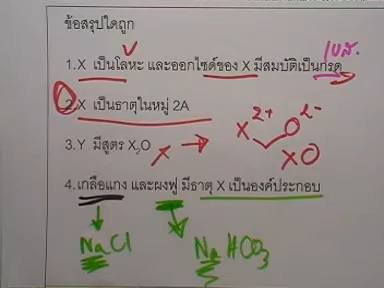 ข้อสรุปใดถูก
เบส
1. X เป็นโลหะ และออกไซด์ของ X มีสมบัติเป็นกรด
2. X เป็นธาตุในหมู่ 2A
X²⁺ O²⁻
3. Y มีสูตร X₂O
XO
4. เกลือแกง และผงฟู มีธาตุ X เป็นองค์ประกอบ
NaCl NaHCO₃